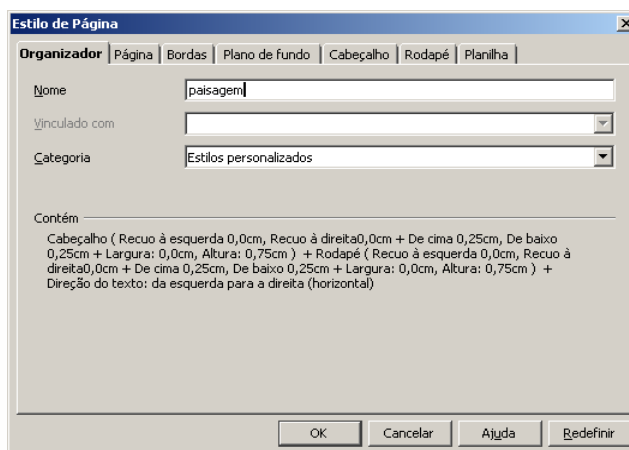 Estilo de Página
Organizador Página Bordas Plano de fundo Cabeçalho Rodapé Planilha
Nome paisagem
Vinculado com
Categoria Estilos personalizados
Contém
Cabeçalho ( Recuo à esquerda 0,0cm, Recuo à direita0,0cm + De cima 0,25cm, De baixo
0,25cm + Largura: 0,0cm, Altura: 0,75cm ) + Rodapé ( Recuo à esquerda 0,0cm, Recuo à
direita0,0cm + De cima 0,25cm, De baixo 0,25cm + Largura: 0,0cm, Altura: 0,75cm ) +
Direção do texto: da esquerda para a direita (horizontal)
OK Cancelar Ajuda Redefinir